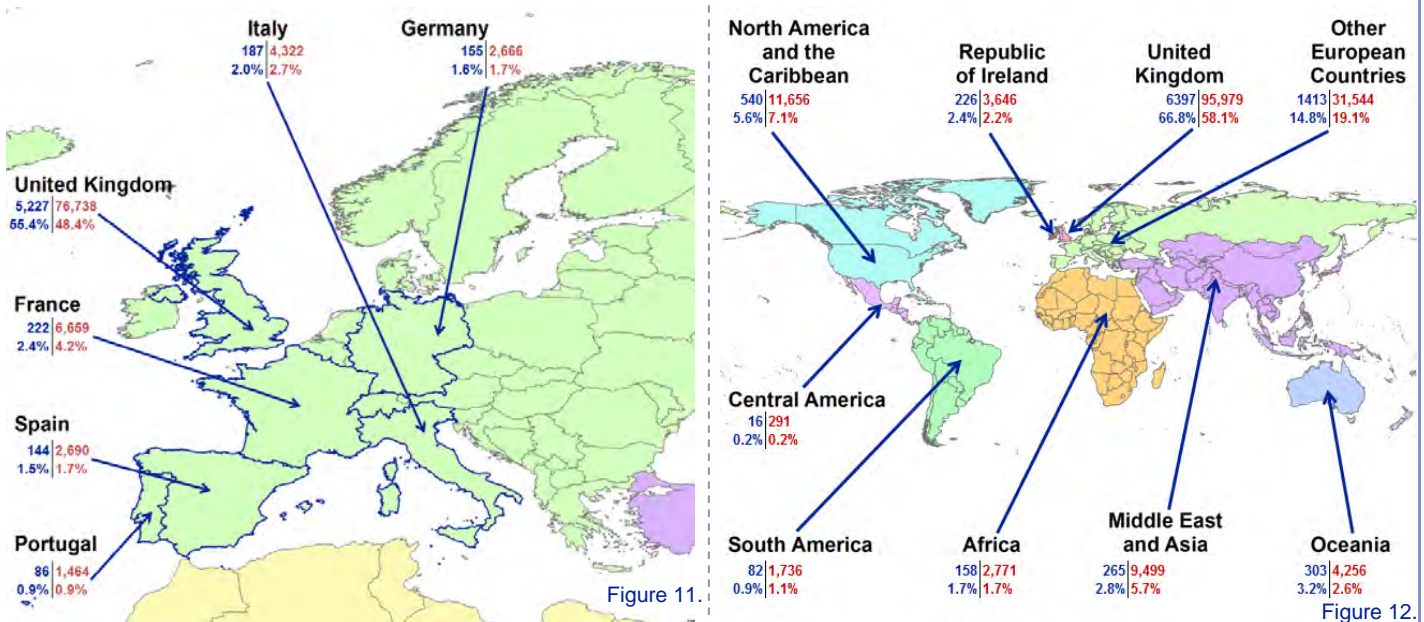 Italy
187 4,322
2.0% 2.7%
Germany
155 2,666
1.6% 1.7%
United Kingdom
5,227 76,738
55.4% 48.4%
France
222 6,659
2.4% 4.2%
Spain
144 2,690
1.5% 1.7%
Portugal
86 1,464
0.9% 0.9%
Figure 11.
North America
and the
Caribbean
540 11,656
5.6% 7.1%
Republic
of Ireland
226 3,646
2.4% 2.2%
United
Kingdom
6397 95,979
66.8% 58.1%
Other
European
Countries
1413 31,544
14.8% 19.1%
Central America
16 291
0.2% 0.2%
South America
82 1,736
0.9% 1.1%
Africa
158 2,771
1.7% 1.7%
Middle East
and Asia
265 9,499
2.8% 5.7%
Oceania
303 4,256
3.2% 2.6%
Figure 12.